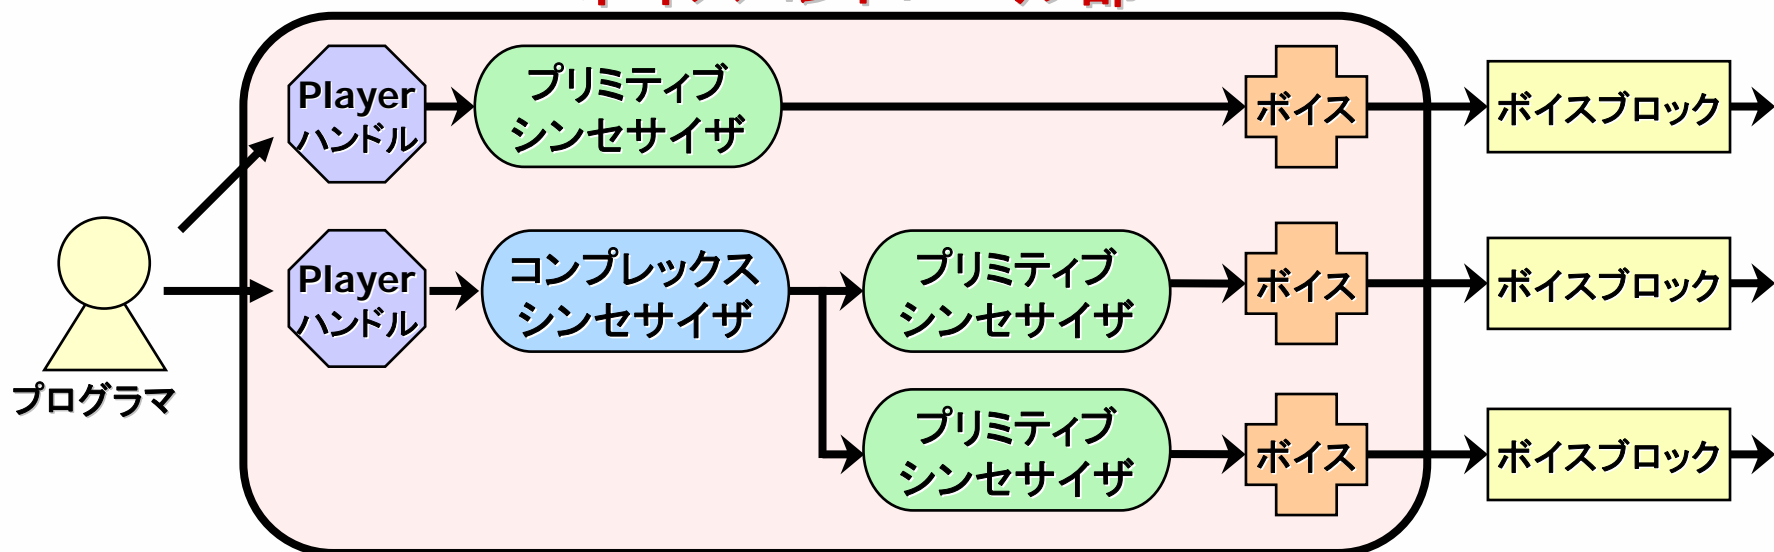 Player
ハンドル
プリミティブ
シンセサイザ
ボイス
ボイスブロック
Player
ハンドル
コンプレックス
シンセサイザ
プリミティブ
シンセサイザ
ボイス
ボイスブロック
プログラマ
プリミティブ
シンセサイザ
ボイス
ボイスブロック